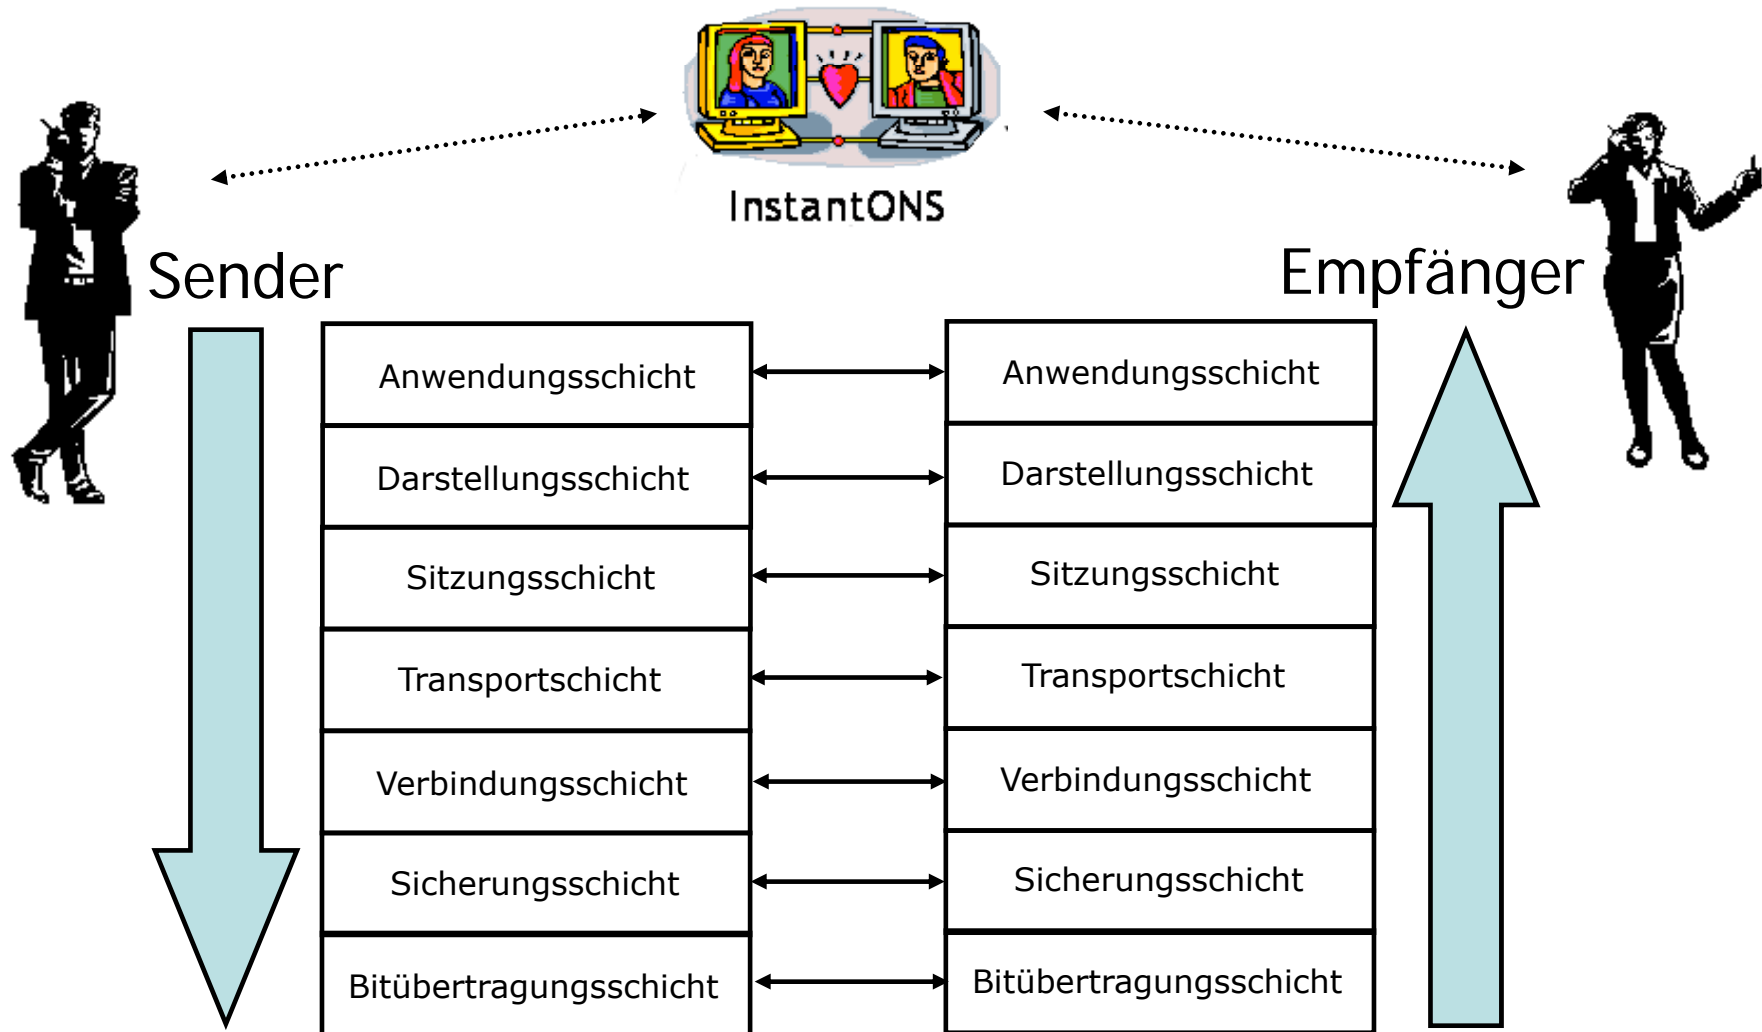 InstantONS
Sender
Empfänger
Anwendungsschicht
Anwendungsschicht
Darstellungsschicht
Darstellungsschicht
Sitzungsschicht
Sitzungsschicht
Transportschicht
Transportschicht
Verbindungsschicht
Verbindungsschicht
Sicherungsschicht
Sicherungsschicht
Bitübertragungsschicht
Bitübertragungsschicht